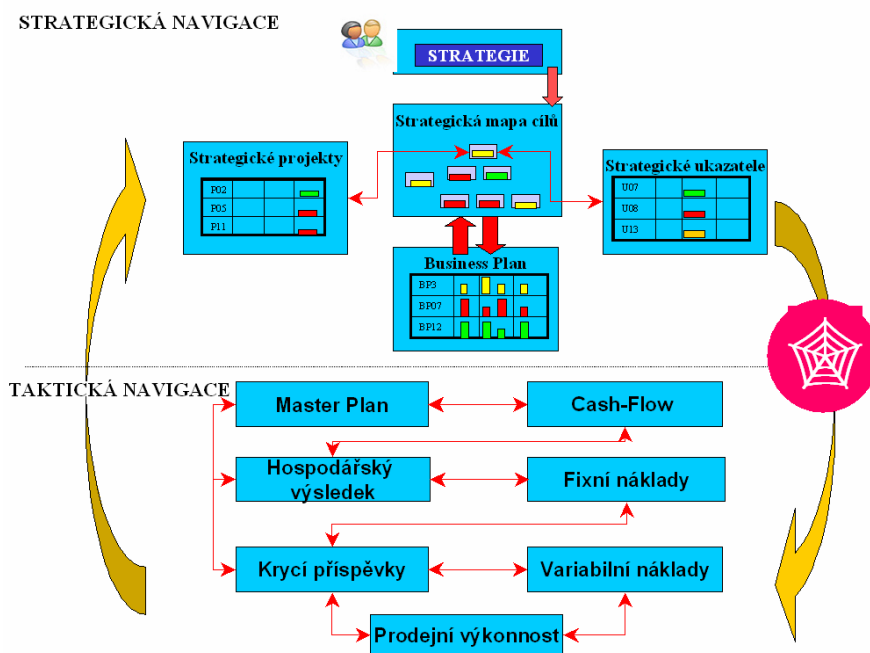 STRATEGICKÁ NAVIGACE
STRATEGIE
Strategická mapa cílů
Strategické projekty
P02
P05
P11
Strategické ukazatele
U07
U08
U13
Business Plan
BP3
BP07
BP12
TAKTICKÁ NAVIGACE
Master Plan
Cash-Flow
Hospodářský
výsledek
Fixní náklady
Krycí příspěvky
Variabilní náklady
Prodejní výkonnost